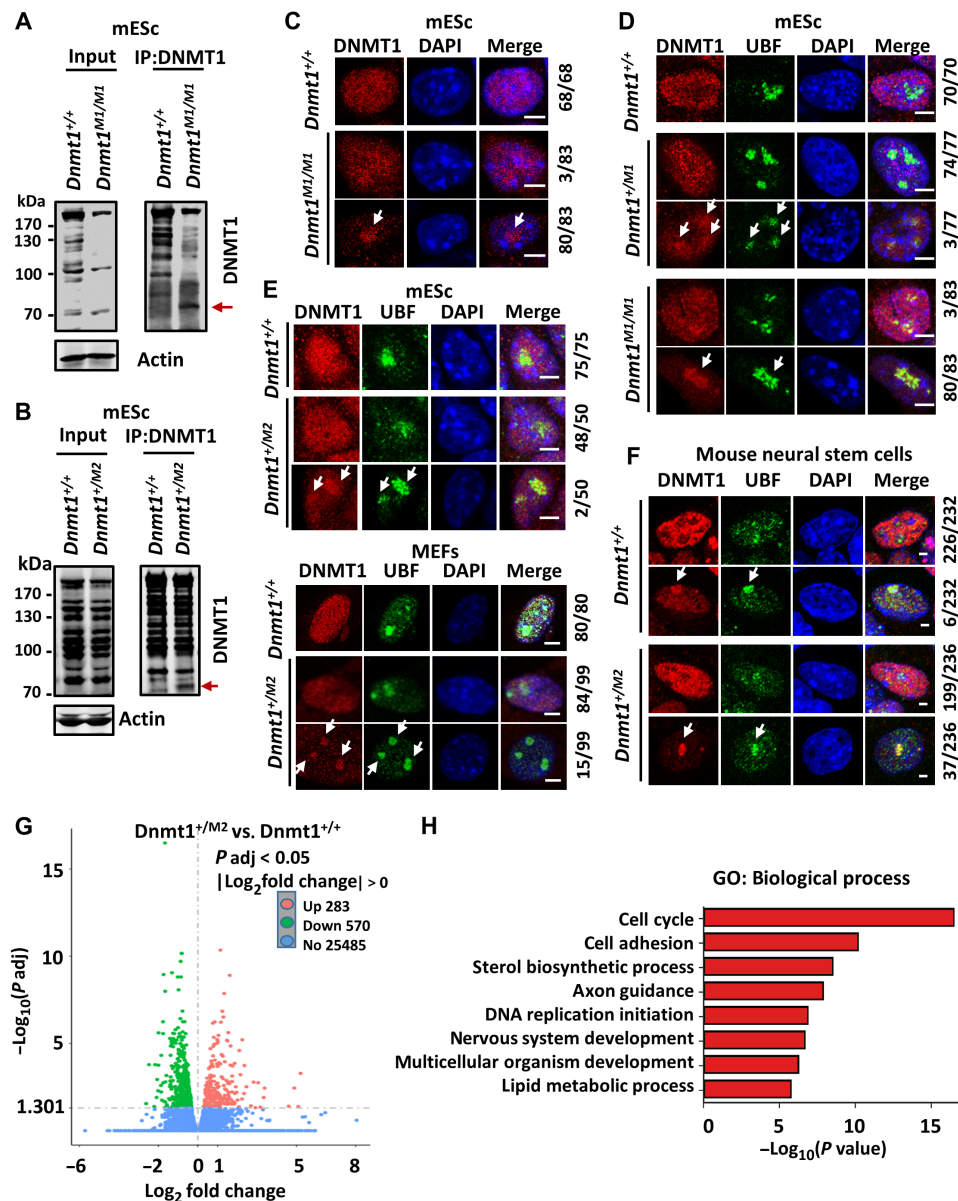 A
mESc
Input
IP:DNMT1
Dnmt1+/+
Dnmt1M1/M1
Dnmt1+/+
Dnmt1M1/M1
kDa
170
130
100
70
DNMT1
Actin
B
mESc
Input
IP:DNMT1
Dnmt1+/+
Dnmt1+/M2
Dnmt1+/+
Dnmt1+/M2
kDa
170
130
100
70
DNMT1
Actin
C
mESc
DNMT1 DAPI Merge
Dnmt1+/+
68/68
Dnmt1M1/M1
3/83
80/83
D
mESc
DNMT1 UBF DAPI Merge
Dnmt1+/+
70/70
Dnmt1+/M1
74/77
3/77
Dnmt1M1/M1
3/83
80/83
E
mESc
DNMT1 UBF DAPI Merge
Dnmt1+/+
75/75
Dnmt1+/M2
48/50
2/50
MEFs
DNMT1 UBF DAPI Merge
Dnmt1+/+
80/80
Dnmt1+/M2
84/99
15/99
F
Mouse neural stem cells
DNMT1 UBF DAPI Merge
Dnmt1+/+
226/232
6/232
Dnmt1+/M2
199/236
37/236
G
Dnmt1+/M2 vs. Dnmt1+/+
P adj < 0.05
|Log2fold change| > 0
Up 283
Down 570
No 25485
−Log10(P adj)
15
10
5
1.301
−6 −2 0 1 2 5 8
Log2 fold change
H
GO: Biological process
Cell cycle
Cell adhesion
Sterol biosynthetic process
Axon guidance
DNA replication initiation
Nervous system development
Multicellular organism development
Lipid metabolic process
0 5 10 15
−Log10(P value)